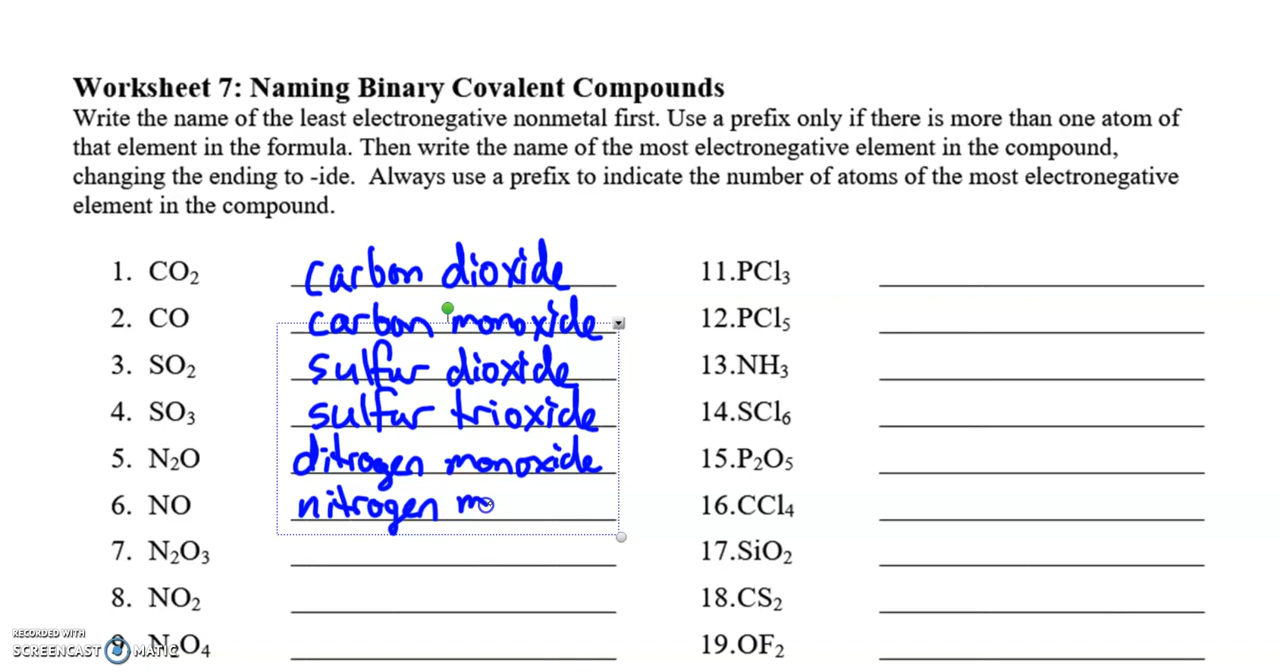 Worksheet 7: Naming Binary Covalent Compounds
Write the name of the least electronegative nonmetal first. Use a prefix only if there is more than one atom of
that element in the formula. Then write the name of the most electronegative element in the compound,
changing the ending to -ide. Always use a prefix to indicate the number of atoms of the most electronegative
element in the compound.
1. CO₂ carbon dioxide
2. CO carbon monoxide
3. SO₂ sulfur dioxide
4. SO₃ sulfur trioxide
5. N₂O ditrogen monoxide
6. NO nitrogen mo
7. N₂O₃
8. NO₂
9. N₂O₄
11.PCl₃
12.PCl₅
13.NH₃
14.SCl₆
15.P₂O₅
16.CCl₄
17.SiO₂
18.CS₂
19.OF₂
RECORDED WITH
SCREENCAST MATIC